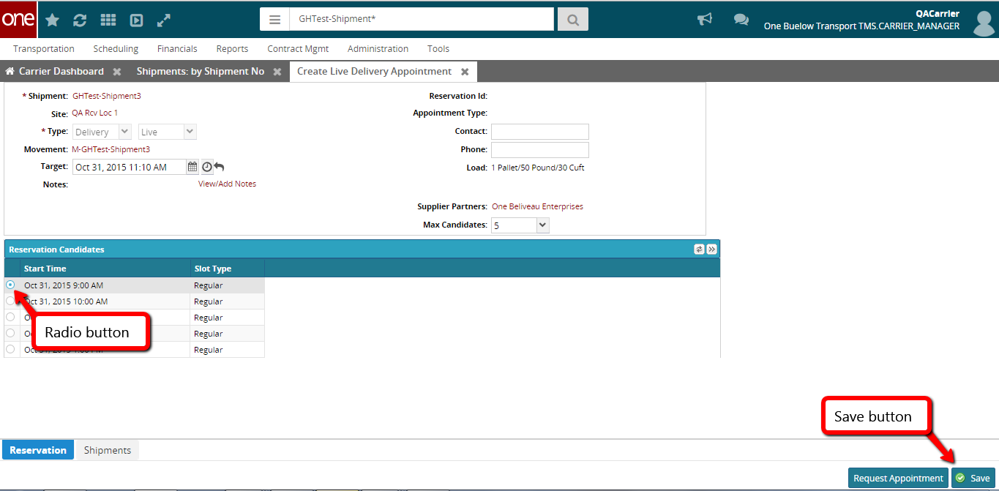 one
GHTest-Shipment*
QACarrier
One Buelow Transport TMS.CARRIER_MANAGER
Transportation Scheduling Financials Reports Contract Mgmt Administration Tools
Carrier Dashboard Shipments: by Shipment No Create Live Delivery Appointment
* Shipment: GHTest-Shipment3
Reservation Id:
Site: QA Rcv Loc 1
Appointment Type:
* Type: Delivery Live
Contact:
Movement: M-GHTest-Shipment3
Phone:
Target: Oct 31, 2015 11:10 AM
Load: 1 Pallet/50 Pound/30 Cuft
Notes: View/Add Notes
Supplier Partners: One Beliveau Enterprises
Max Candidates: 5
Reservation Candidates
Start Time Slot Type
Oct 31, 2015 9:00 AM Regular
Oct 31, 2015 10:00 AM Regular
Regular
Regular
Regular
Radio button
Save button
Reservation Shipments
Request Appointment Save